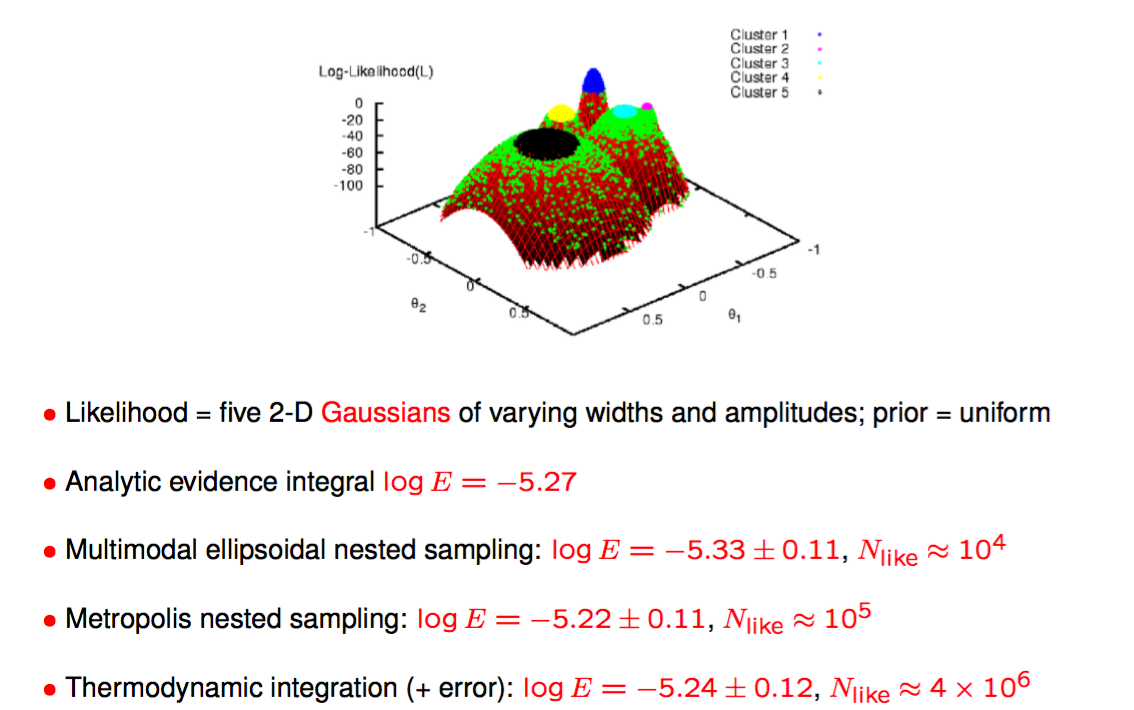 Log-Likelihood(L)
Cluster 1
Cluster 2
Cluster 3
Cluster 4
Cluster 5
0
-20
-40
-60
-80
-100
-1
-0.5
0
0.5
θ2
0.5
0
-0.5
-1
θ1
• Likelihood = five 2-D Gaussians of varying widths and amplitudes; prior = uniform
• Analytic evidence integral log E = −5.27
• Multimodal ellipsoidal nested sampling: log E = −5.33 ± 0.11, N_like ≈ 10^4
• Metropolis nested sampling: log E = −5.22 ± 0.11, N_like ≈ 10^5
• Thermodynamic integration (+ error): log E = −5.24 ± 0.12, N_like ≈ 4 × 10^6